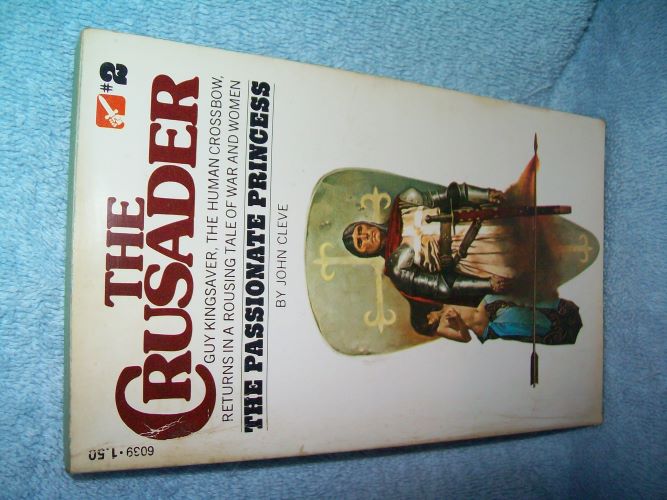 #2
THE
CRUSADER
GUY KINGSAVER, THE HUMAN CROSSBOW,
RETURNS IN A ROUSING TALE OF WAR AND WOMEN
THE PASSIONATE PRINCESS
BY JOHN CLEVE
6039•1.50